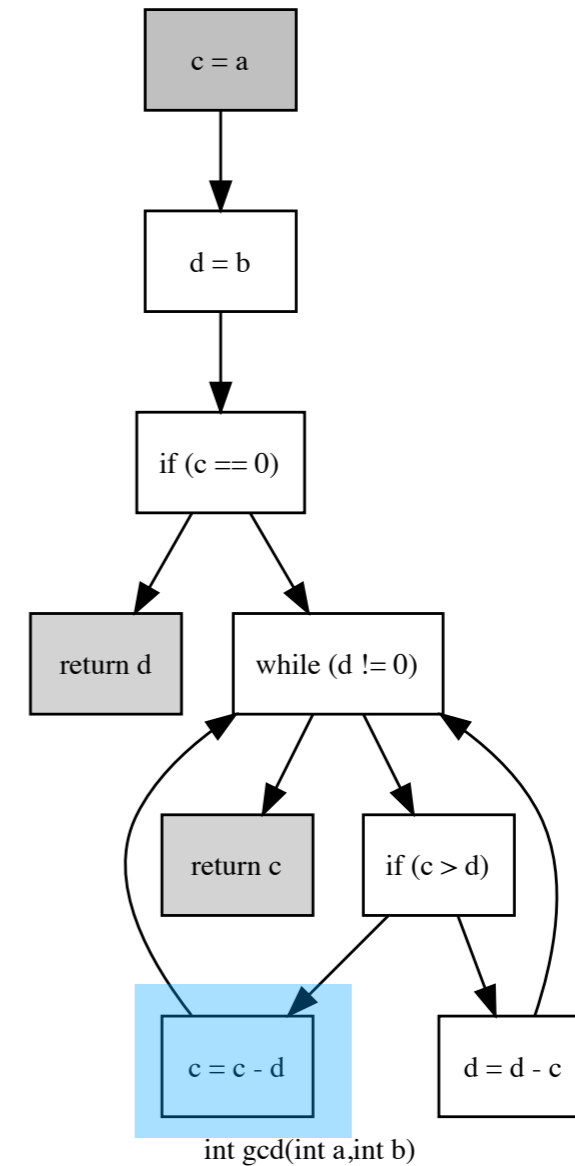 c = a
d = b
if (c == 0)
return d
while (d != 0)
return c
if (c > d)
c = c - d
d = d - c
int gcd(int a,int b)